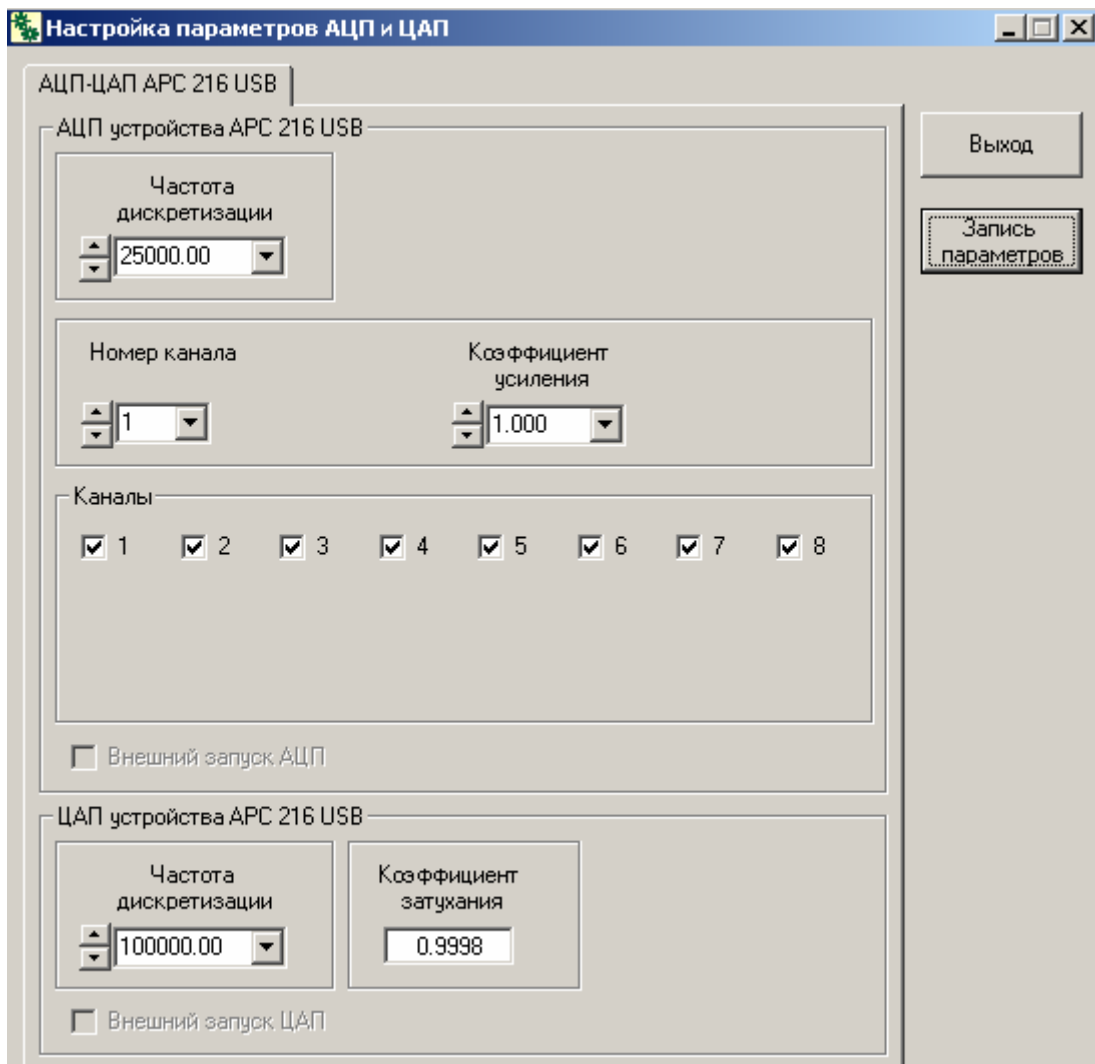 Настройка параметров АЦП и ЦАП
АЦП-ЦАП APC 216 USB
АЦП устройства APC 216 USB
Частота
дискретизации
25000.00
Номер канала
1
Коэффициент
усиления
1.000
Каналы
1 2 3 4 5 6 7 8
Внешний запуск АЦП
ЦАП устройства APC 216 USB
Частота
дискретизации
100000.00
Коэффициент
затухания
0.9998
Внешний запуск ЦАП
Выход
Запись
параметров